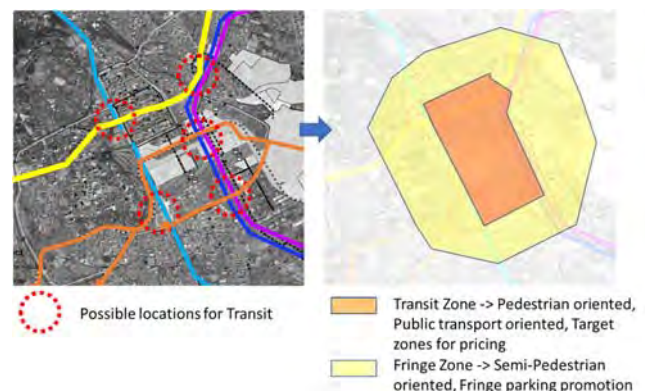 Possible locations for Transit
Transit Zone -> Pedestrian oriented,
Public transport oriented, Target
zones for pricing
Fringe Zone -> Semi-Pedestrian
oriented, Fringe parking promotion